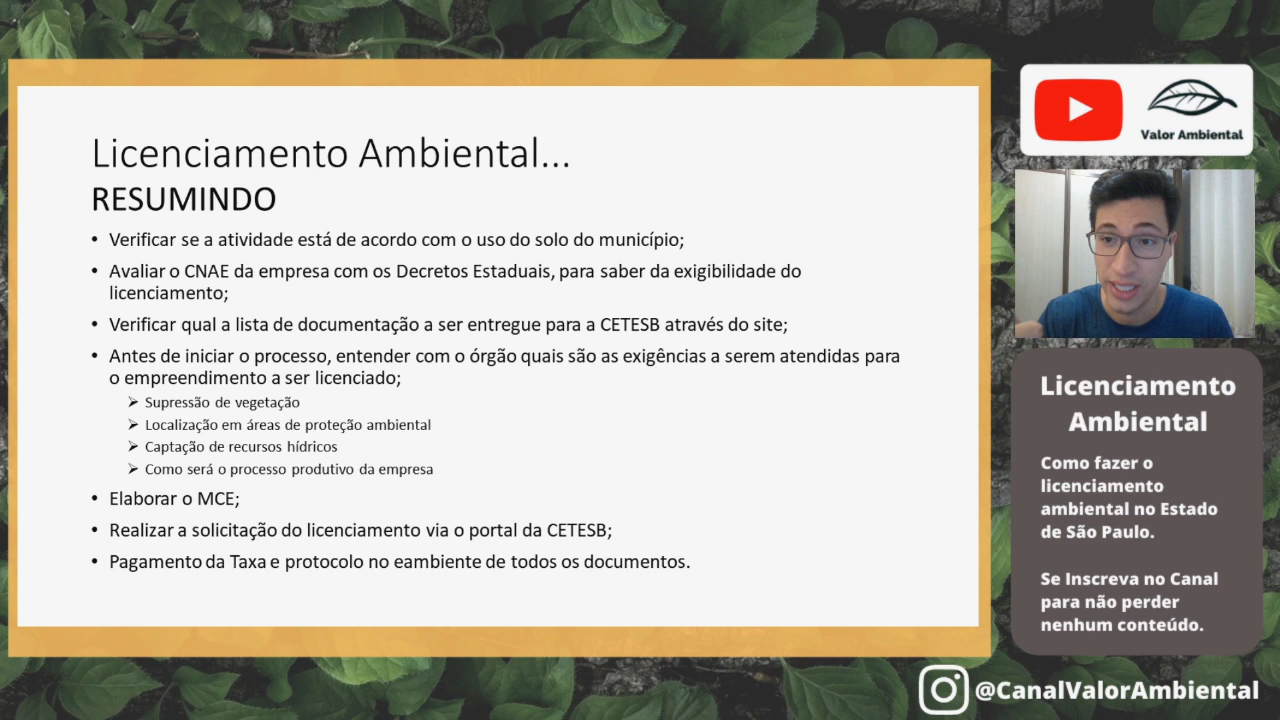 Licenciamento Ambiental...
RESUMINDO
• Verificar se a atividade está de acordo com o uso do solo do município;
• Avaliar o CNAE da empresa com os Decretos Estaduais, para saber da exigibilidade do
licenciamento;
• Verificar qual a lista de documentação a ser entregue para a CETESB através do site;
• Antes de iniciar o processo, entender com o órgão quais são as exigências a serem atendidas para
o empreendimento a ser licenciado;
➢ Supressão de vegetação
➢ Localização em áreas de proteção ambiental
➢ Captação de recursos hídricos
➢ Como será o processo produtivo da empresa
• Elaborar o MCE;
• Realizar a solicitação do licenciamento via o portal da CETESB;
• Pagamento da Taxa e protocolo no eambiente de todos os documentos.
Valor Ambiental
Licenciamento
Ambiental
Como fazer o
licenciamento
ambiental no Estado
de São Paulo.
Se Inscreva no Canal
para não perder
nenhum conteúdo.
@CanalValorAmbiental